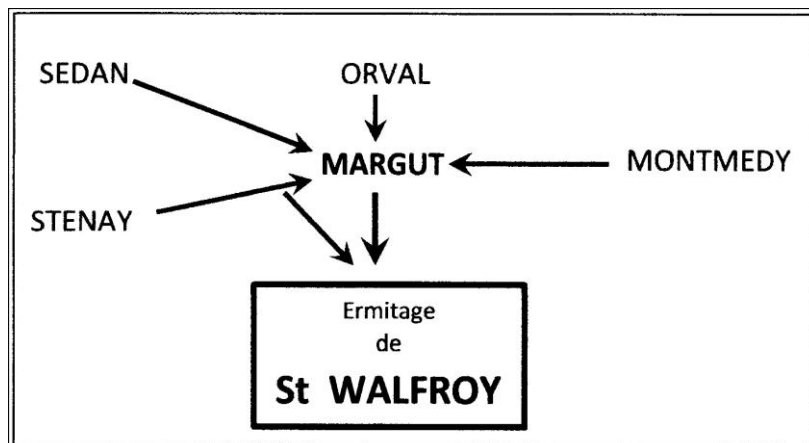 SEDAN
ORVAL
MARGUT
MONTMEDY
STENAY
Ermitage
de
St WALFROY